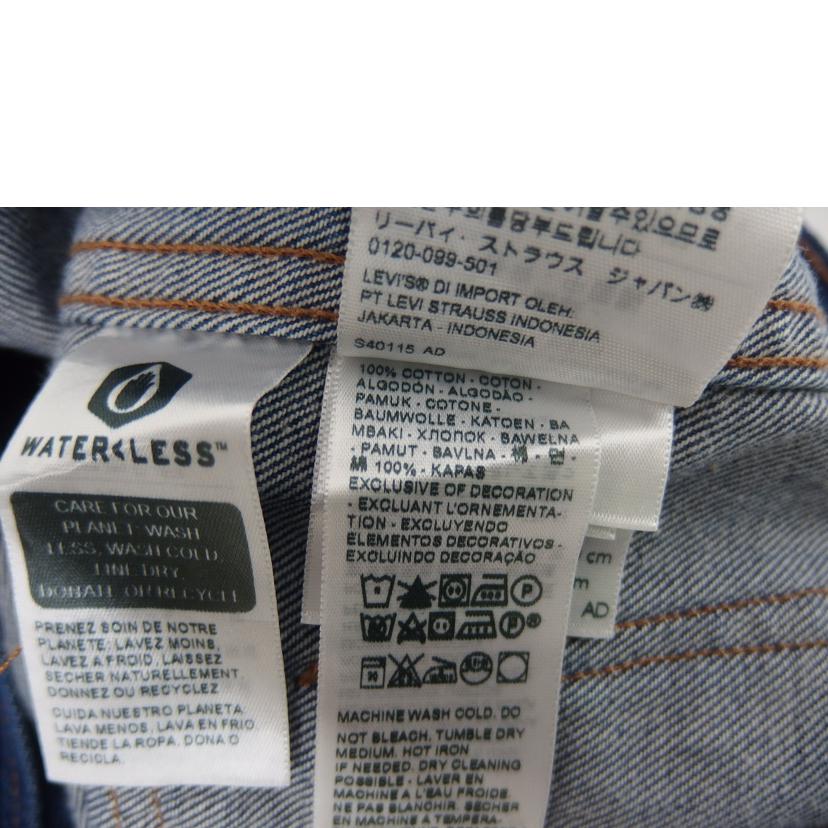 リーバイ・ストラウス ジャパン㈱
0120-099-501
LEVI'S® DI IMPORT OLEH:
PT LEVI STRAUSS INDONESIA
JAKARTA - INDONESIA
S40115 AD
WATER<LESS™
CARE FOR OUR
PLANET: WASH
LESS, WASH COLD,
LINE DRY,
DONATE OR RECYCLE
PRENEZ SOIN DE NOTRE
PLANETE: LAVEZ MOINS,
LAVEZ A FROID, LAISSEZ
SECHER NATURELLEMENT,
DONNEZ OU RECYCLEZ
CUIDA NUESTRO PLANETA:
LAVA MENOS, LAVA EN FRIO,
TIENDE LA ROPA, DONA O
RECICLA.
100% COTTON - COTON -
ALGODÓN - ALGODÃO -
PAMUK - COTONE -
BAUMWOLLE - KATOEN - BA
MBAKI - ХЛОПОК - BAWEŁNA
- PAMUT - BAVLNA - 棉 - 면 -
綿 100% - KAPAS
EXCLUSIVE OF DECORATION
- EXCLUANT L'ORNEMENTA-
TION - EXCLUYENDO
ELEMENTOS DECORATIVOS -
EXCLUINDO DECORAÇÃO
MACHINE WASH COLD. DO
NOT BLEACH. TUMBLE DRY
MEDIUM. HOT IRON
IF NEEDED. DRY CLEANING
POSSIBLE - LAVER EN
MACHINE A L'EAU FROIDE.
NE PAS BLANCHIR. SÉCHER
EN MACHINE A TEMPERA-
cm
m
AD